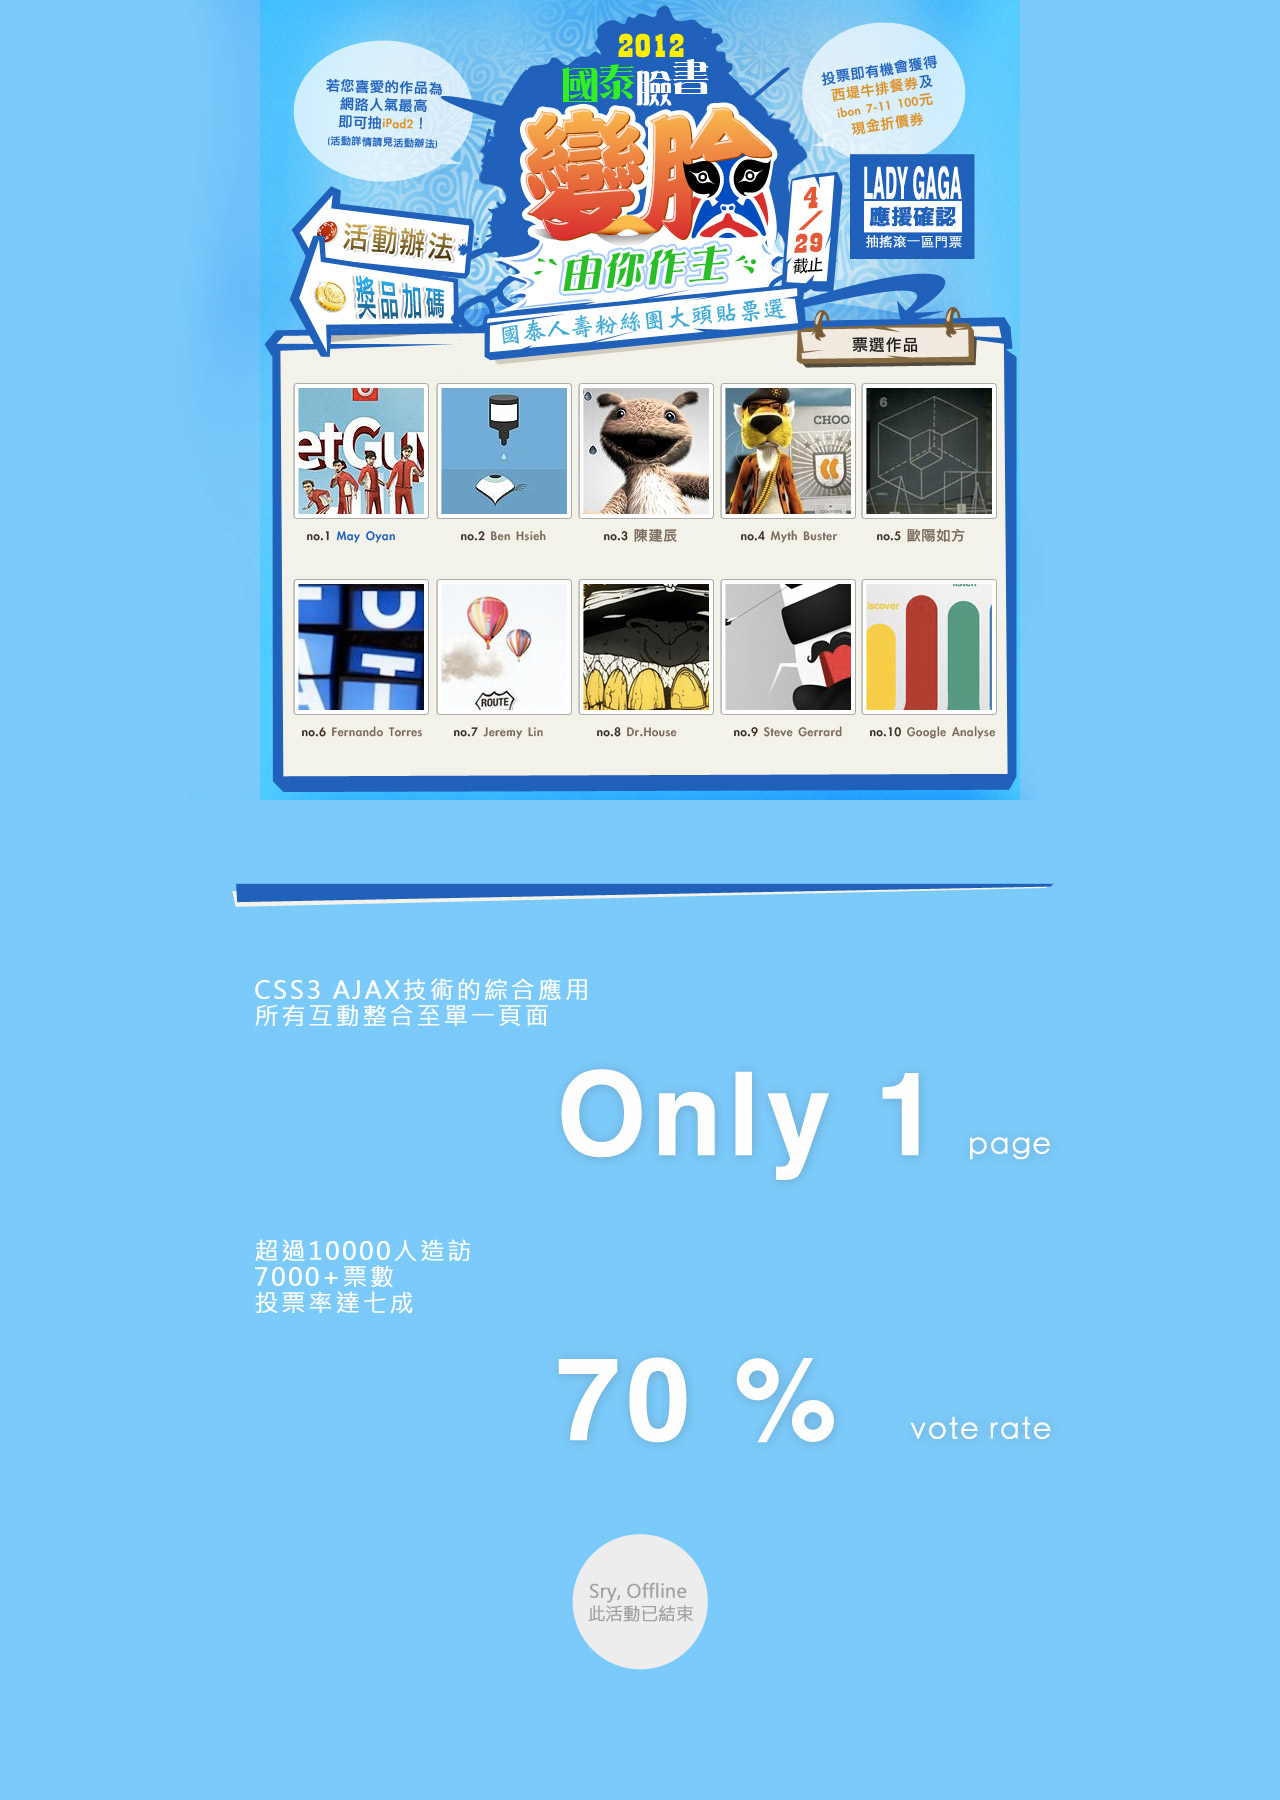 2012
國泰臉書
變臉
由你作主
國泰人壽粉絲團大頭貼票選
若您喜愛的作品為
網路人氣最高
即可抽iPad2！
(活動詳情請見活動辦法)
投票即有機會獲得
西堤牛排餐券及
ibon 7-11 100元
現金折價券
活動辦法
獎品加碼
4/29
截止
LADY GAGA
應援確認
抽搖滾一區門票
票選作品
etGu
CHOO
6
no.1 May Oyan
no.2 Ben Hsieh
no.3 陳建辰
no.4 Myth Buster
no.5 歐陽如方
ROUTE
iscover
no.6 Fernando Torres
no.7 Jeremy Lin
no.8 Dr.House
no.9 Steve Gerrard
no.10 Google Analyse
CSS3 AJAX技術的綜合應用
所有互動整合至單一頁面
Only 1 page
超過10000人造訪
7000+票數
投票率達七成
70 % vote rate
Sry, Offline
此活動已結束